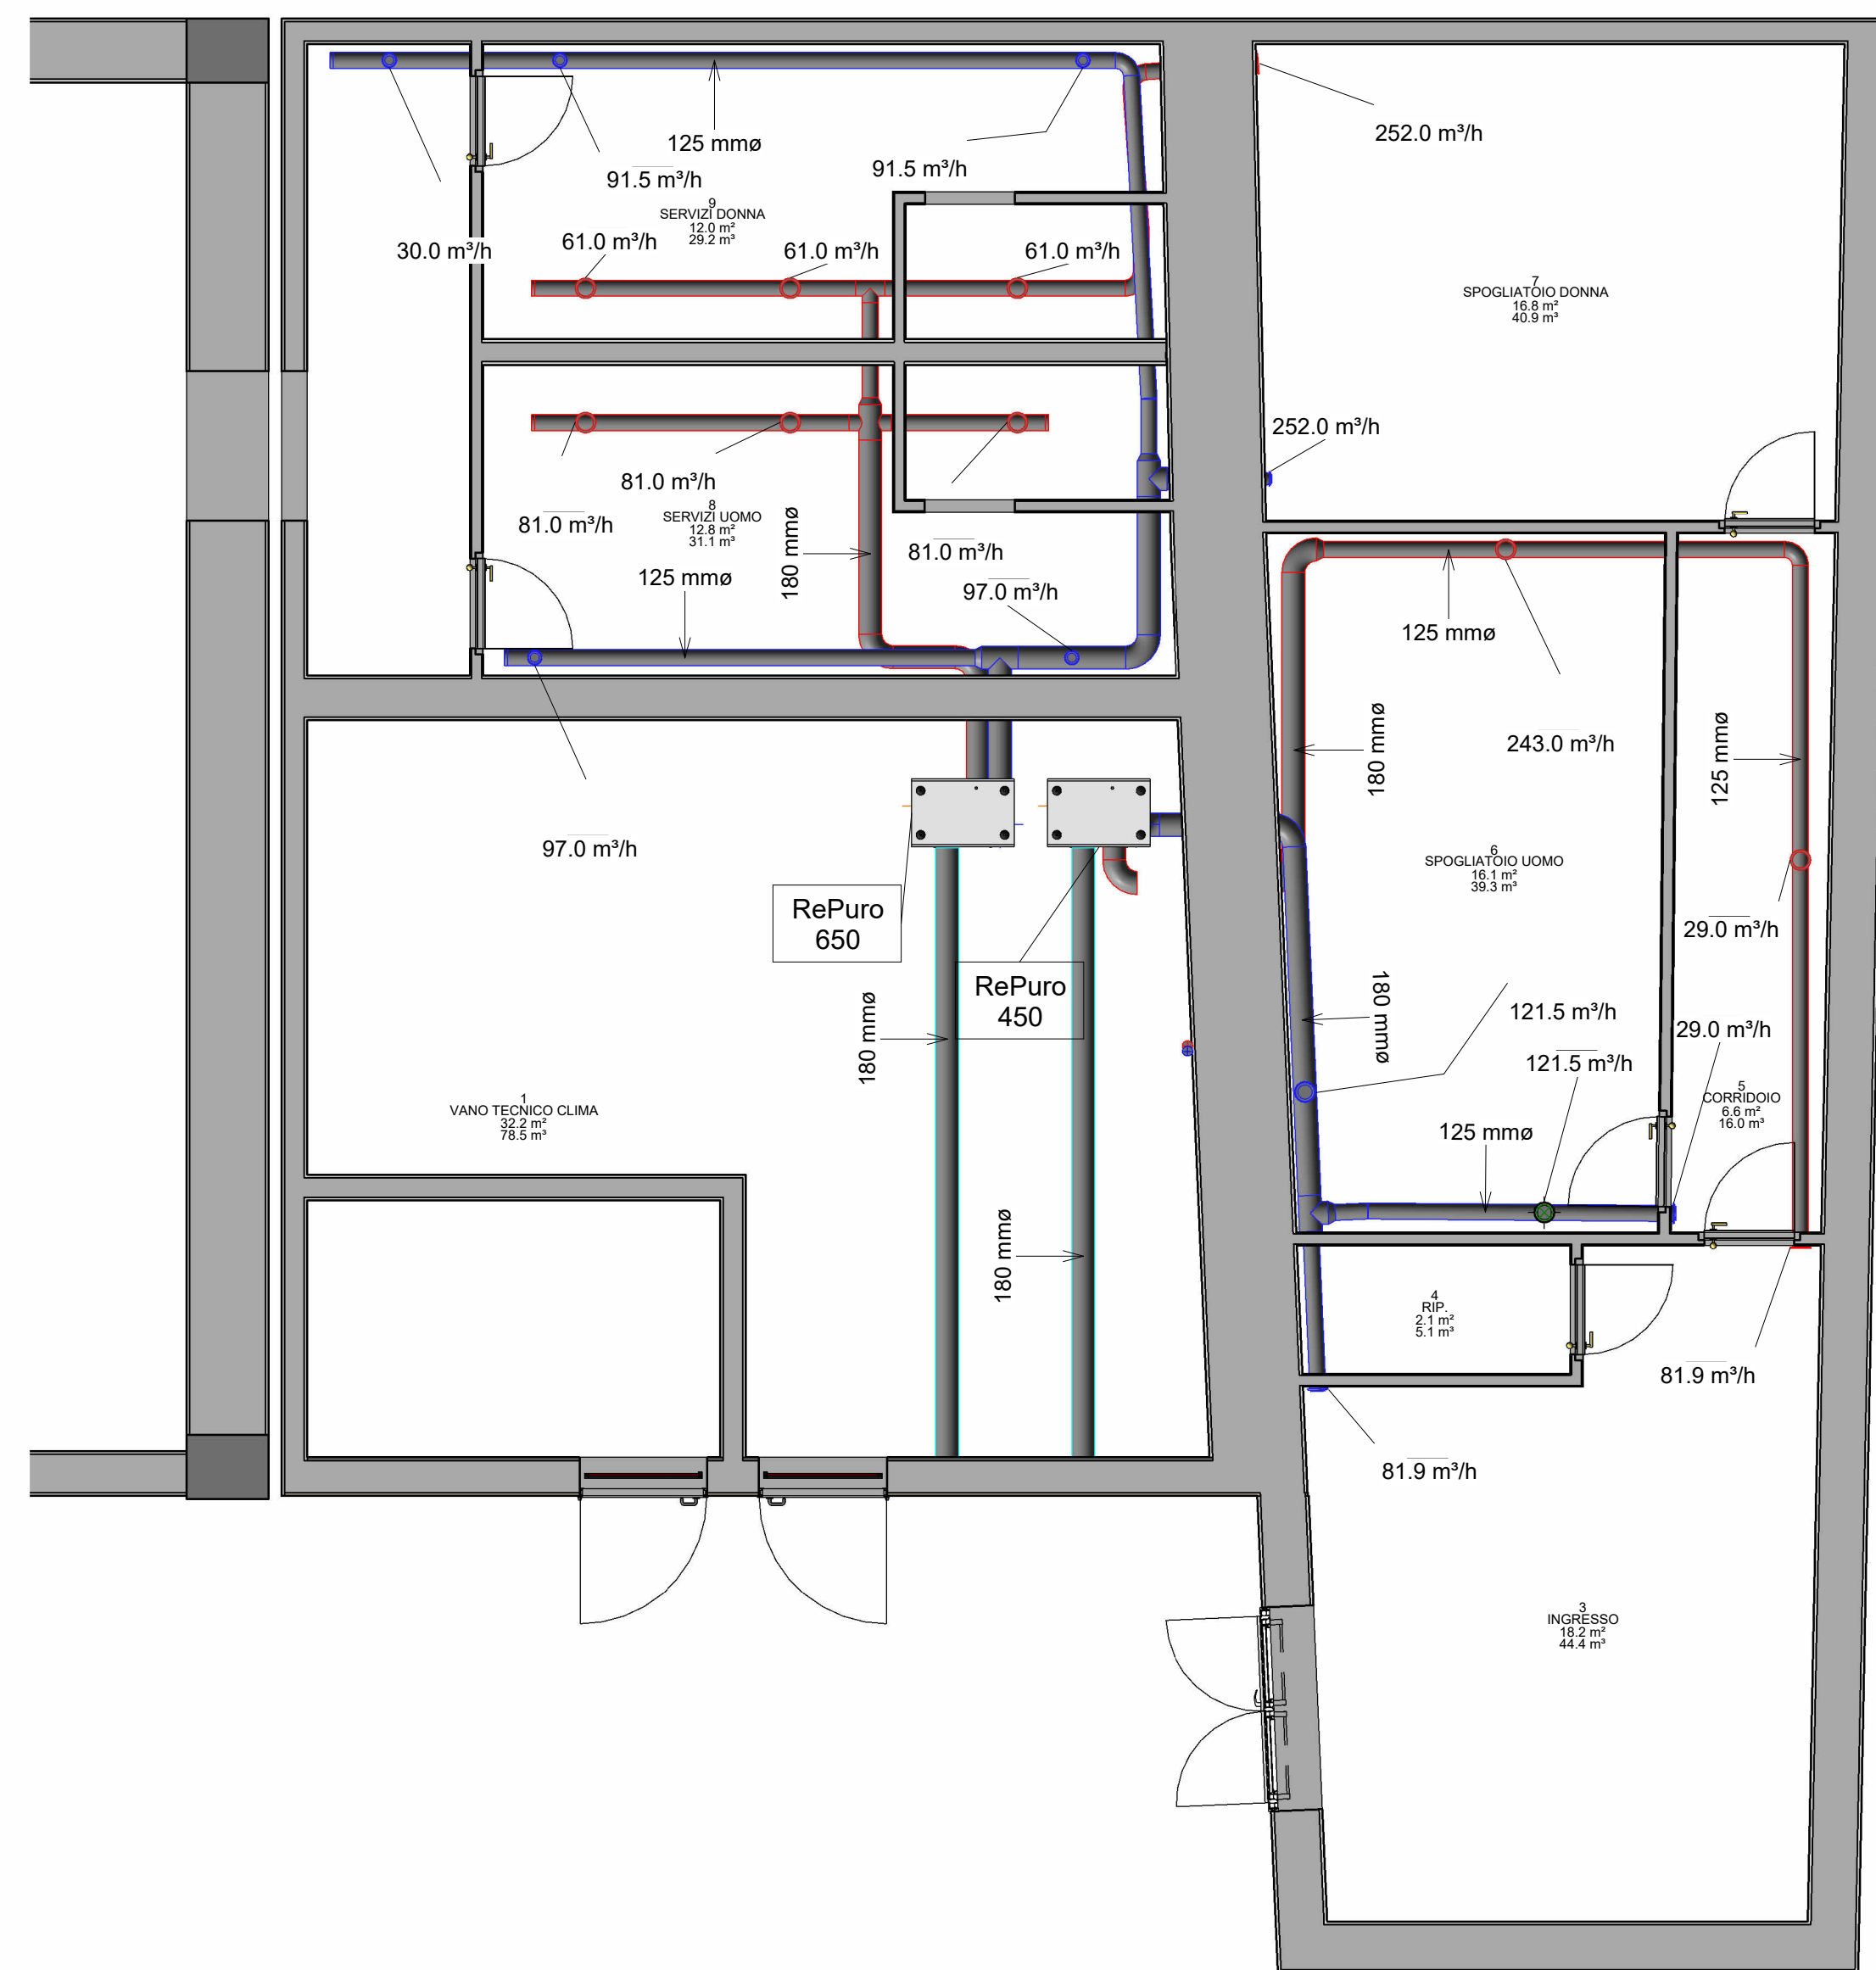 252.0 m³/h
125 mmø
91.5 m³/h
91.5 m³/h
9
SERVIZI DONNA
12.0 m²
29.2 m³
30.0 m³/h
61.0 m³/h
61.0 m³/h
61.0 m³/h
7
SPOGLIATOIO DONNA
16.8 m²
40.9 m³
252.0 m³/h
81.0 m³/h
8
SERVIZI UOMO
12.8 m²
31.1 m³
81.0 m³/h
180 mmø
81.0 m³/h
125 mmø
97.0 m³/h
125 mmø
180 mmø
243.0 m³/h
125 mmø
97.0 m³/h
6
SPOGLIATOIO UOMO
16.1 m²
39.3 m³
RePuro
650
29.0 m³/h
RePuro
450
180 mmø
180 mmø
121.5 m³/h
29.0 m³/h
121.5 m³/h
1
VANO TECNICO CLIMA
32.2 m²
78.5 m³
5
CORRIDOIO
6.6 m²
16.0 m³
125 mmø
180 mmø
4
RIP.
2.1 m²
5.1 m³
81.9 m³/h
81.9 m³/h
3
INGRESSO
18.2 m²
44.4 m³